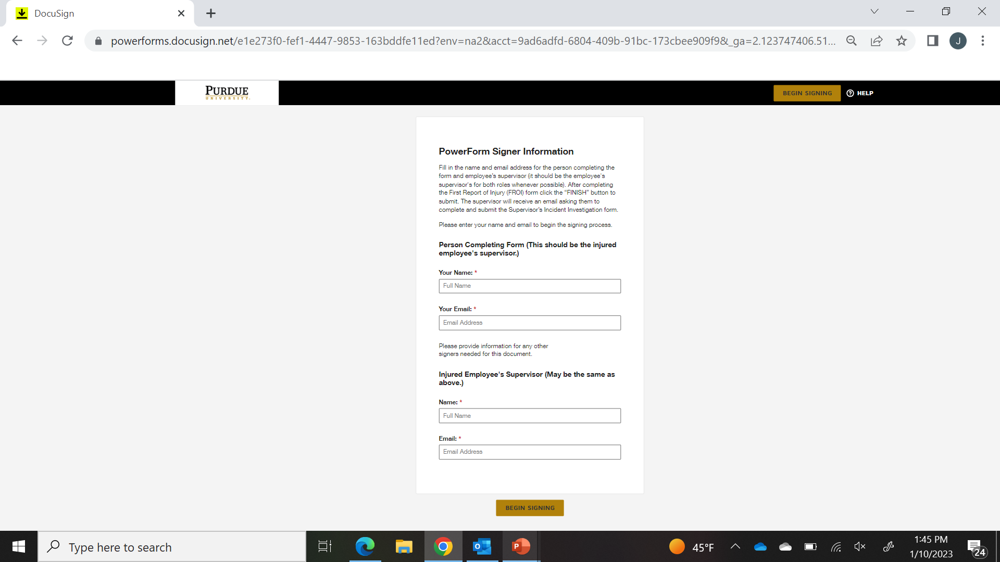 DocuSign
powerforms.docusign.net/e1e273f0-fef1-4447-9853-163bddfe11ed?env=na2&acct=9ad6adfd-6804-409b-91bc-173cbee909f9&_ga=2.123747406.51...
J
PURDUE
UNIVERSITY.
BEGIN SIGNING
HELP
PowerForm Signer Information
Fill in the name and email address for the person completing the
form and employee’s supervisor (it should be the employee's
supervisor's for both roles whenever possible). After completing
the First Report of Injury (FROI) form click the “FINISH” button to
submit. The supervisor will receive an email asking them to
complete and submit the Supervisor’s Incident Investigation form.
Please enter your name and email to begin the signing process.
Person Completing Form (This should be the injured
employee's supervisor.)
Your Name: *
Full Name
Your Email: *
Email Address
Please provide information for any other
signers needed for this document.
Injured Employee's Supervisor (May be the same as
above.)
Name: *
Full Name
Email: *
Email Address
BEGIN SIGNING
Type here to search
45°F
1:45 PM
1/10/2023
24